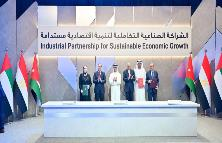 الشراكة الصناعية التكاملية لتنمية اقتصادية مستدامة
Industrial Partnership for Sustainable Economic Growth